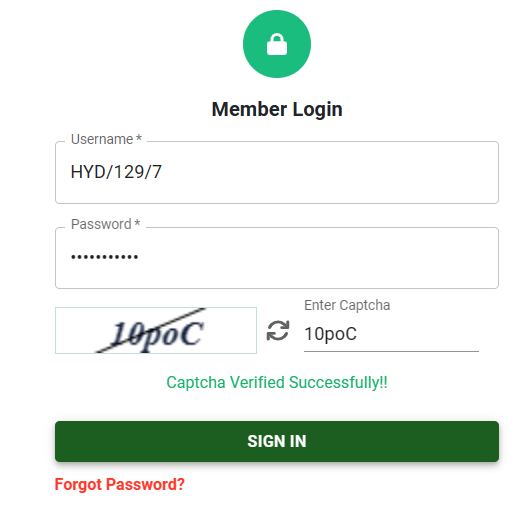 Member Login
Username *
HYD/129/7
Password *
•••••••••••
Enter Captcha
10poC
10poC
Captcha Verified Successfully!!
SIGN IN
Forgot Password?